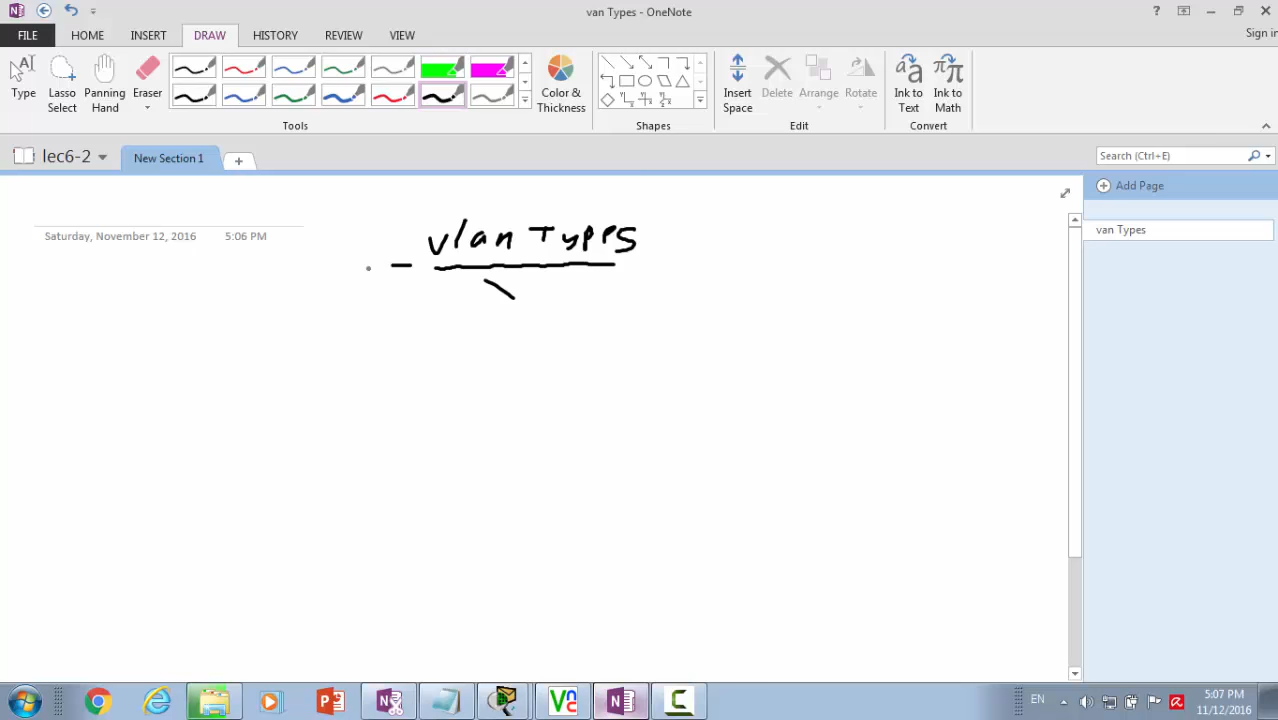 van Types - OneNote
?
Sign in
FILE HOME INSERT DRAW HISTORY REVIEW VIEW
Type
Lasso Select
Panning Hand
Eraser
Color & Thickness
Insert Space
Delete
Arrange
Rotate
Ink to Text
Ink to Math
Tools Shapes Edit Convert
lec6-2 New Section 1 Search (Ctrl+E)
Add Page
van Types
Saturday, November 12, 2016 5:06 PM
- vlan Types
EN
5:07 PM
11/12/2016